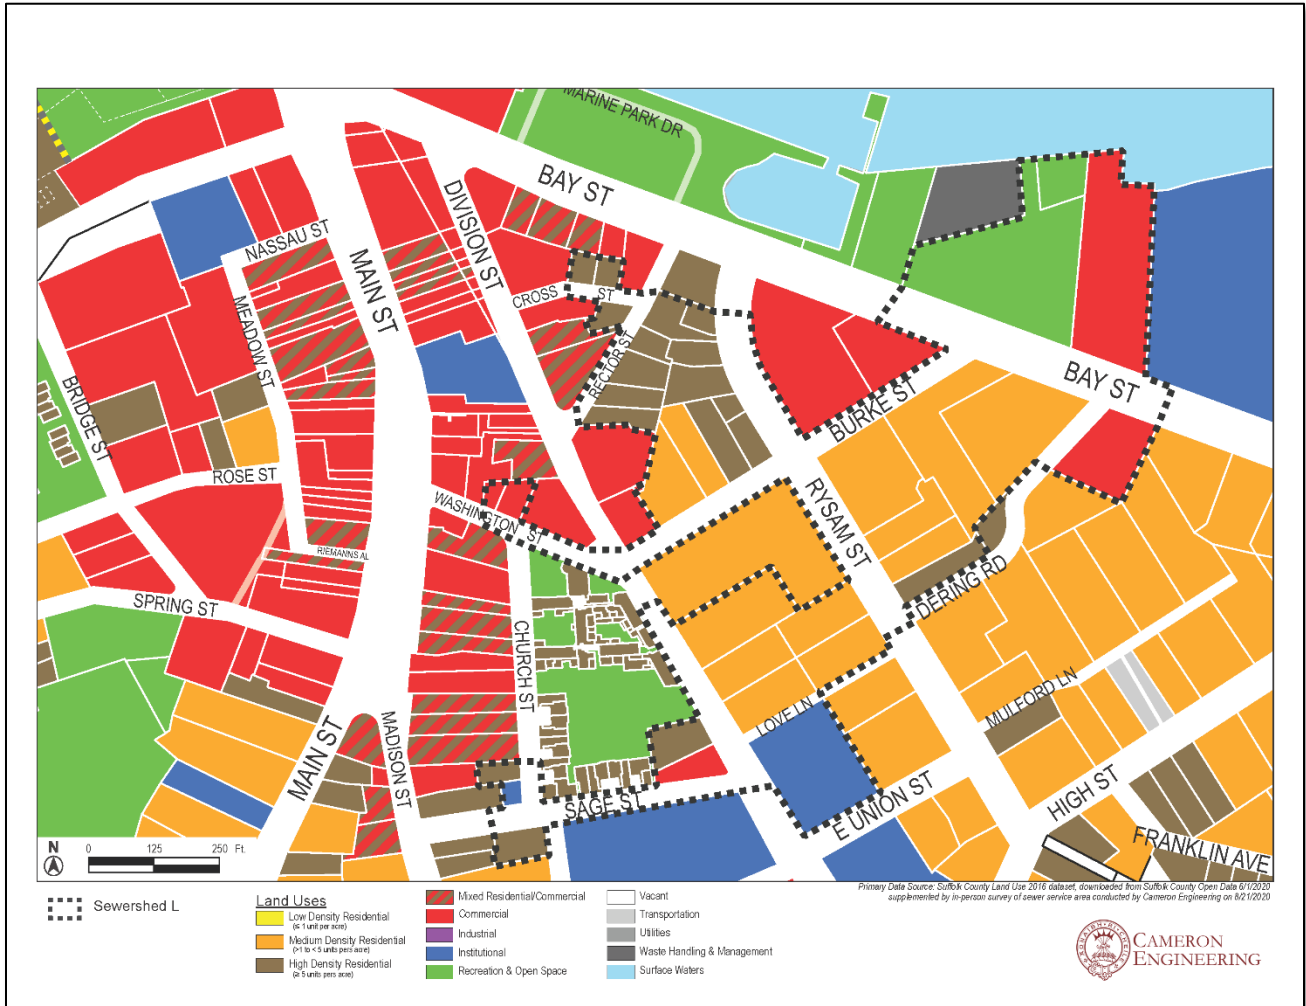 MARINE PARK DR
BAY ST
DIVISION ST
NASSAU ST
MAIN ST
CROSS ST
MEADOW ST
RECTOR ST
BRIDGE ST
BAY ST
BURKE ST
ROSE ST
WASHINGTON ST
RYSAM ST
RIEMANNS AL
DERING RD
SPRING ST
CHURCH ST
MULFORD LN
LOVE LN
MAIN ST
MADISON ST
SAGE ST
E UNION ST
HIGH ST
FRANKLIN AVE
N
0 125 250 Ft.
Primary Data Source: Suffolk County Land Use 2016 dataset, downloaded from Suffolk County Open Data 6/1/2020
supplemented by in-person survey of sewer service area conducted by Cameron Engineering on 8/21/2020
Sewershed L
Land Uses
Low Density Residential
(≤ 1 unit per acre)
Medium Density Residential
(>1 to < 5 units pers acre)
High Density Residential
(≥ 5 units per acre)
Mixed Residential/Commercial
Commercial
Industrial
Institutional
Recreation & Open Space
Vacant
Transportation
Utilities
Waste Handling & Management
Surface Waters
CAMERON
ENGINEERING